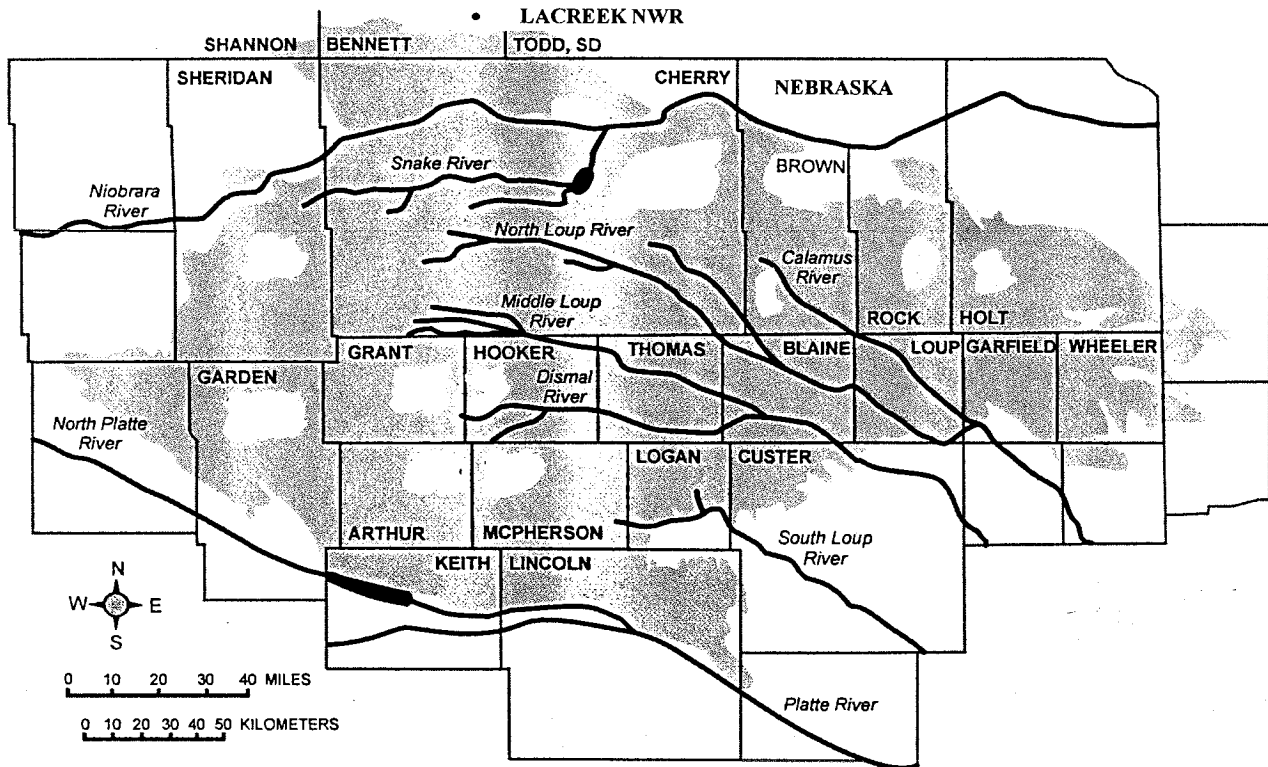 LACREEK NWR
SHANNON BENNETT TODD, SD
SHERIDAN CHERRY NEBRASKA
BROWN
Snake River
Niobrara
River
North Loup River
Calamus
River
Middle Loup
River
ROCK HOLT
GRANT HOOKER THOMAS BLAINE LOUP GARFIELD WHEELER
GARDEN
Dismal
River
North Platte
River
LOGAN CUSTER
ARTHUR MCPHERSON
South Loup
River
KEITH LINCOLN
N
W E
S
0 10 20 30 40 MILES
Platte River
0 10 20 30 40 50 KILOMETERS